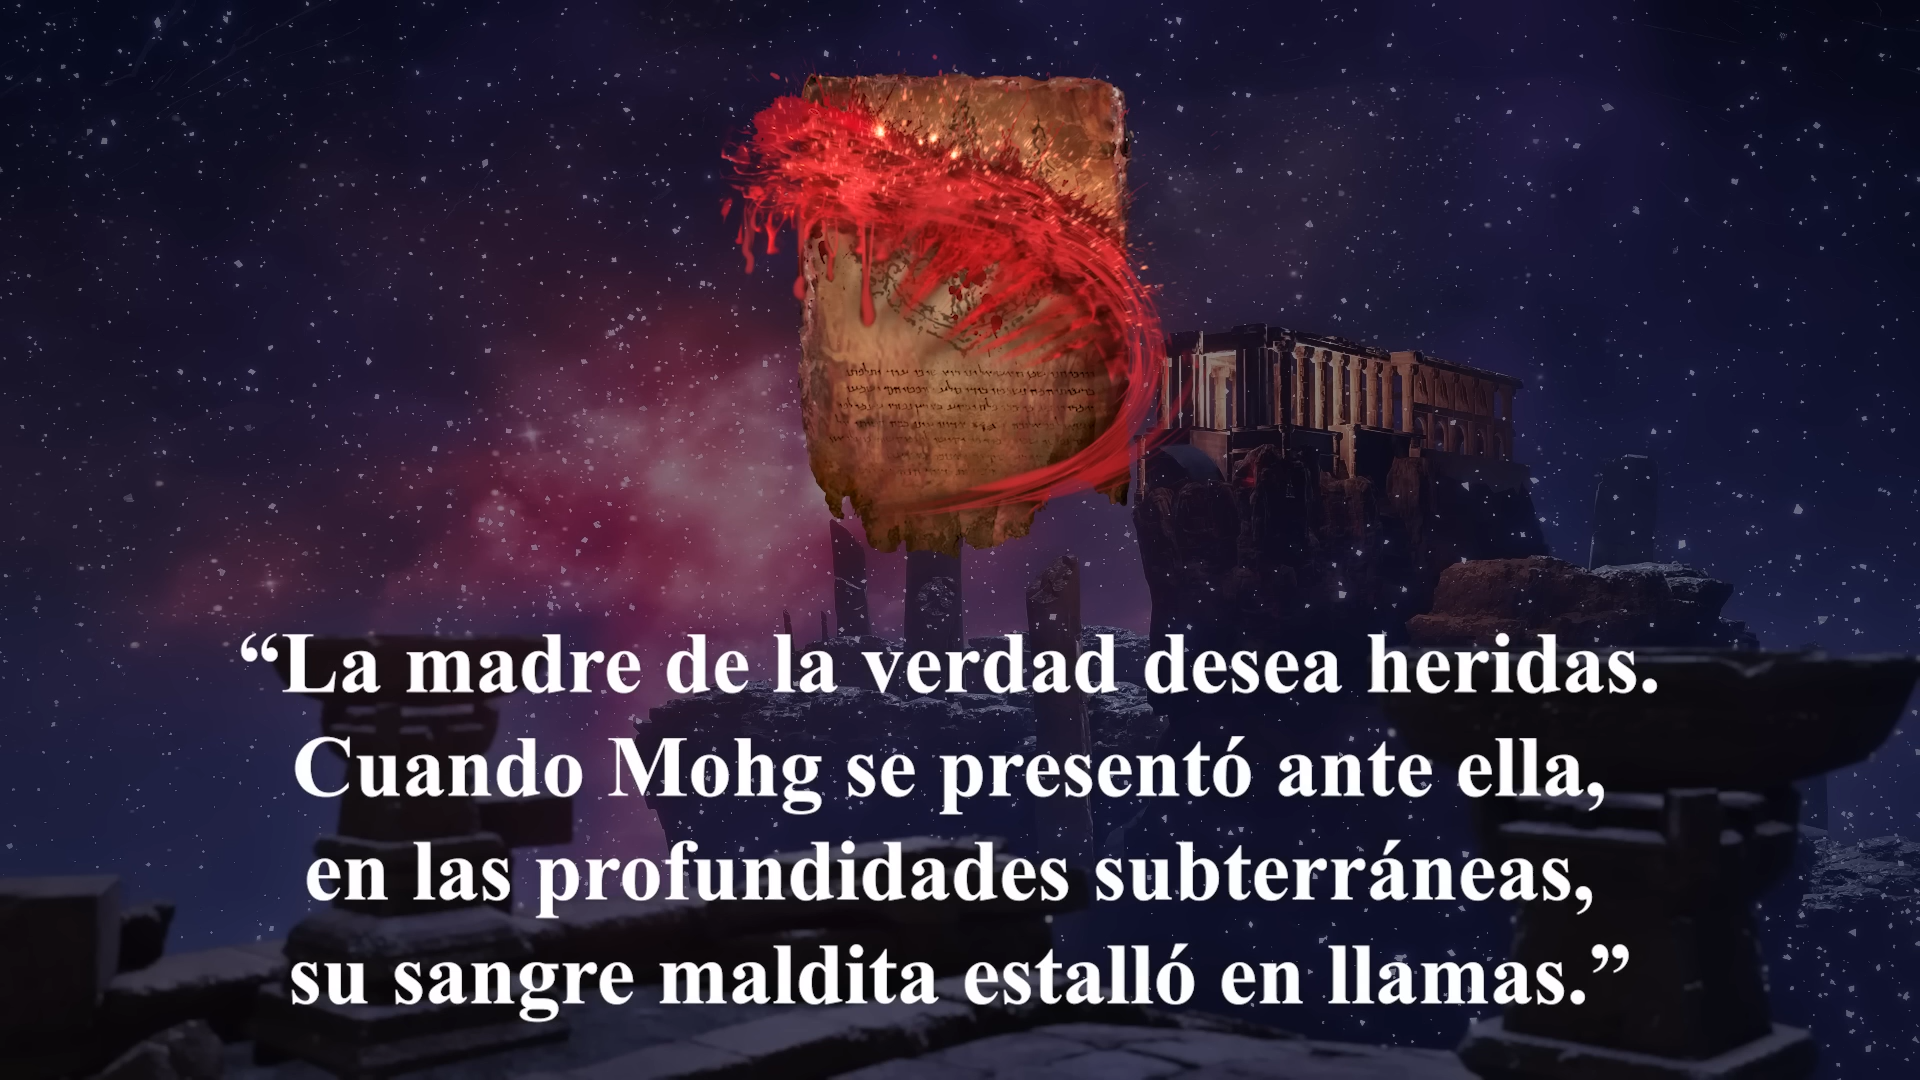 “La madre de la verdad desea heridas.
Cuando Mohg se presentó ante ella,
en las profundidades subterráneas,
su sangre maldita estalló en llamas.”